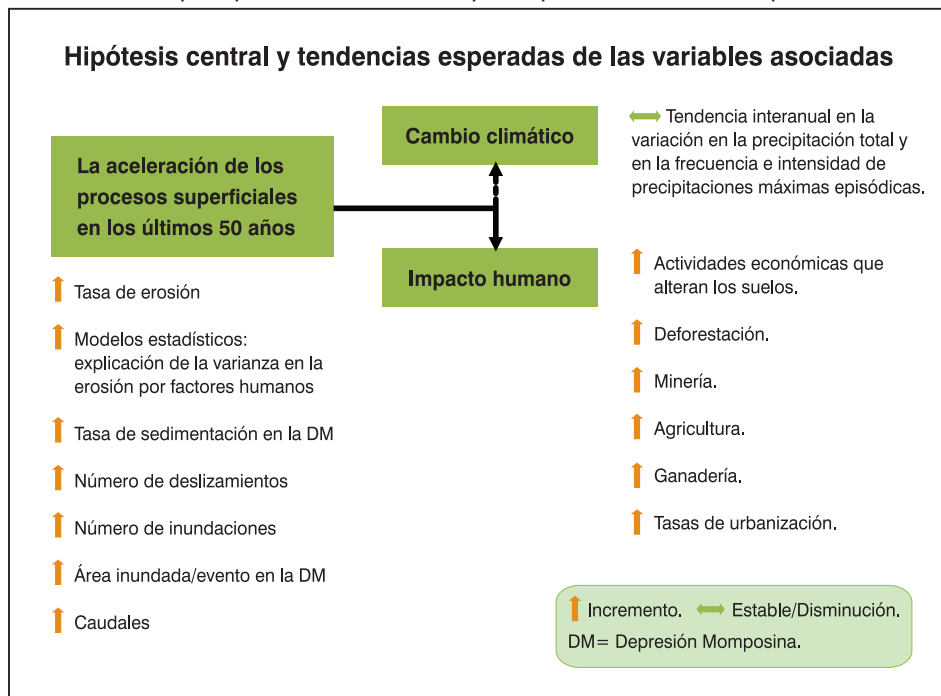 Hipótesis central y tendencias esperadas de las variables asociadas
La aceleración de los
procesos superficiales
en los últimos 50 años
Cambio climático
Impacto humano
Tendencia interanual en la
variación en la precipitación total y
en la frecuencia e intensidad de
precipitaciones máximas episódicas.
Tasa de erosión
Modelos estadísticos:
explicación de la varianza en la
erosión por factores humanos
Tasa de sedimentación en la DM
Número de deslizamientos
Número de inundaciones
Área inundada/evento en la DM
Caudales
Actividades económicas que
alteran los suelos.
Deforestación.
Minería.
Agricultura.
Ganadería.
Tasas de urbanización.
Incremento. Estable/Disminución.
DM= Depresión Momposina.